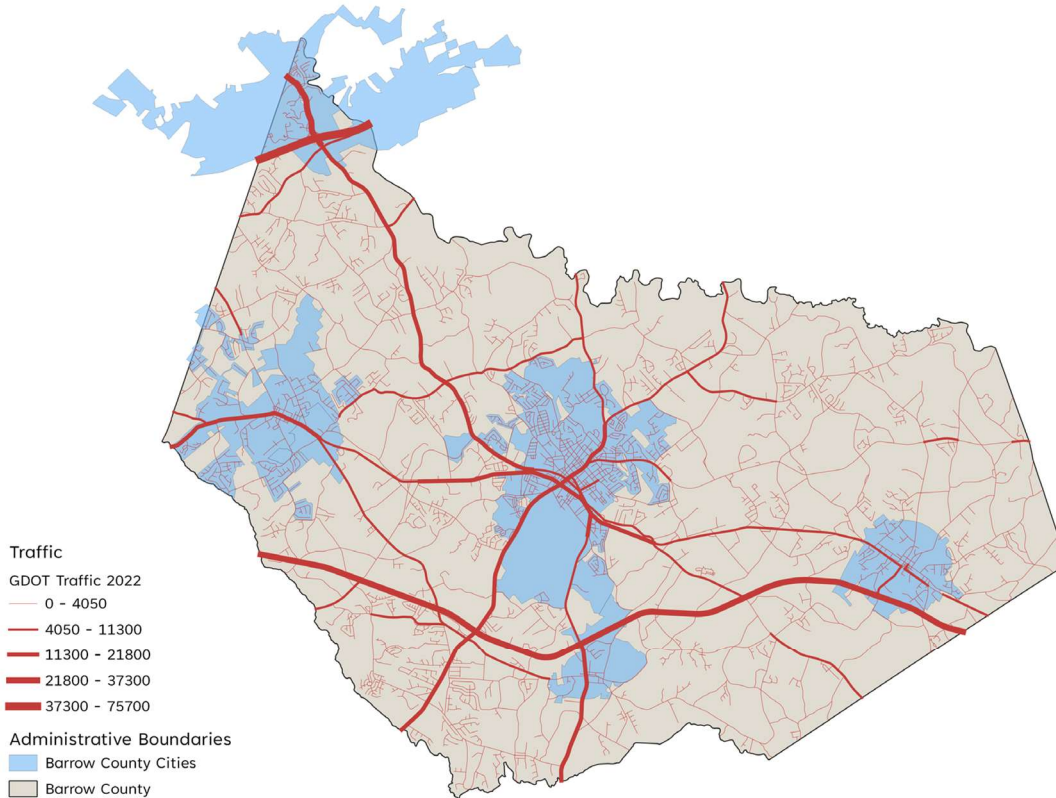 Traffic
GDOT Traffic 2022
0 - 4050
4050 - 11300
11300 - 21800
21800 - 37300
37300 - 75700
Administrative Boundaries
Barrow County Cities
Barrow County